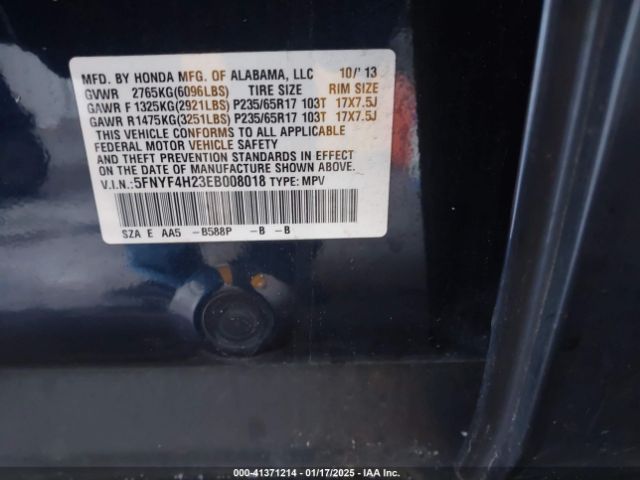 MFD. BY HONDA MFG. OF ALABAMA, LLC 10/'13
GVWR 2765KG(6096LBS) TIRE SIZE RIM SIZE
GAWR F 1325KG(2921LBS) P235/65R17 103T 17X7.5J
GAWR R1475KG(3251LBS) P235/65R17 103T 17X7.5J
THIS VEHICLE CONFORMS TO ALL APPLICABLE
FEDERAL MOTOR VEHICLE SAFETY
AND THEFT PREVENTION STANDARDS IN EFFECT
ON THE DATE OF MANUFACTURE SHOWN ABOVE.
V.I.N.:5FNYF4H23EB008018 TYPE: MPV
SZA E AA5 -B588P -B -B
00-41371214 - 01/17/2025 - IAA Inc.